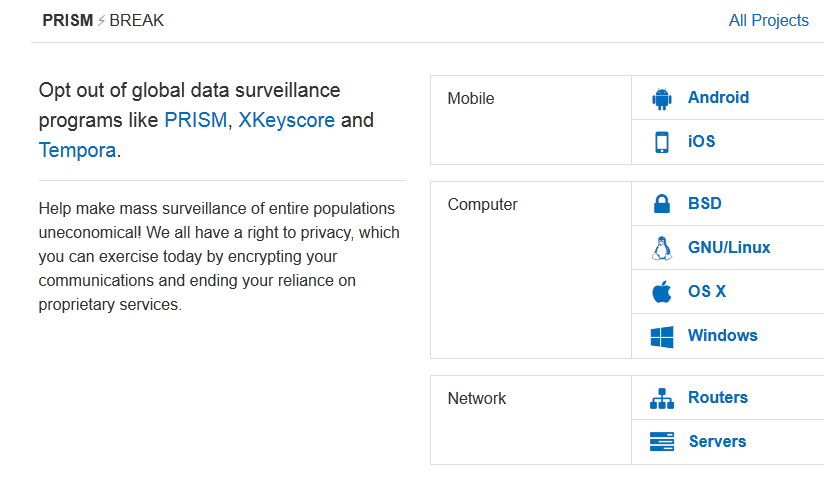 PRISM⚡BREAK
All Projects
Opt out of global data surveillance
programs like PRISM, XKeyscore and
Tempora.
Help make mass surveillance of entire populations
uneconomical! We all have a right to privacy, which
you can exercise today by encrypting your
communications and ending your reliance on
proprietary services.
Mobile
Android
iOS
Computer
BSD
GNU/Linux
OS X
Windows
Network
Routers
Servers